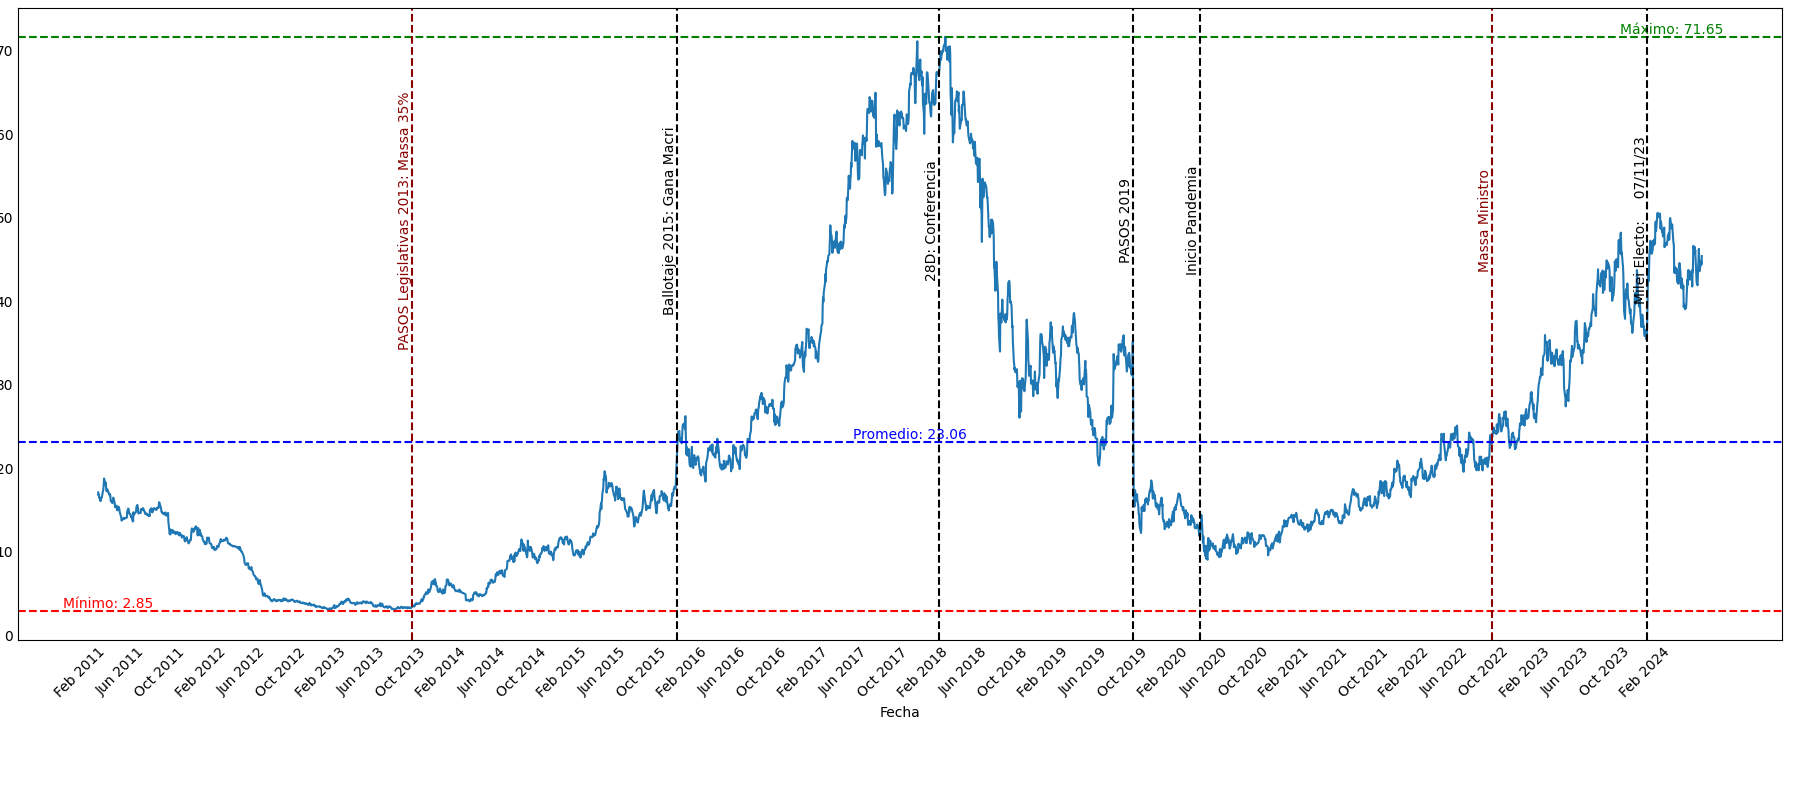 Máximo: 71.65
70
60
50
40
30
20
10
0
PASOS Legislativas 2013: Massa 35%
Ballotaje 2015: Gana Macri
28D: Conferencia
PASOS 2019
Inicio Pandemia
Massa Ministro
Milei Electo: 07/11/23
Promedio: 23.06
Mínimo: 2.85
Feb 2011
Jun 2011
Oct 2011
Feb 2012
Jun 2012
Oct 2012
Feb 2013
Jun 2013
Oct 2013
Feb 2014
Jun 2014
Oct 2014
Feb 2015
Jun 2015
Oct 2015
Feb 2016
Jun 2016
Oct 2016
Feb 2017
Jun 2017
Oct 2017
Feb 2018
Jun 2018
Oct 2018
Feb 2019
Jun 2019
Oct 2019
Feb 2020
Jun 2020
Oct 2020
Feb 2021
Jun 2021
Oct 2021
Feb 2022
Jun 2022
Oct 2022
Feb 2023
Jun 2023
Oct 2023
Feb 2024
Fecha